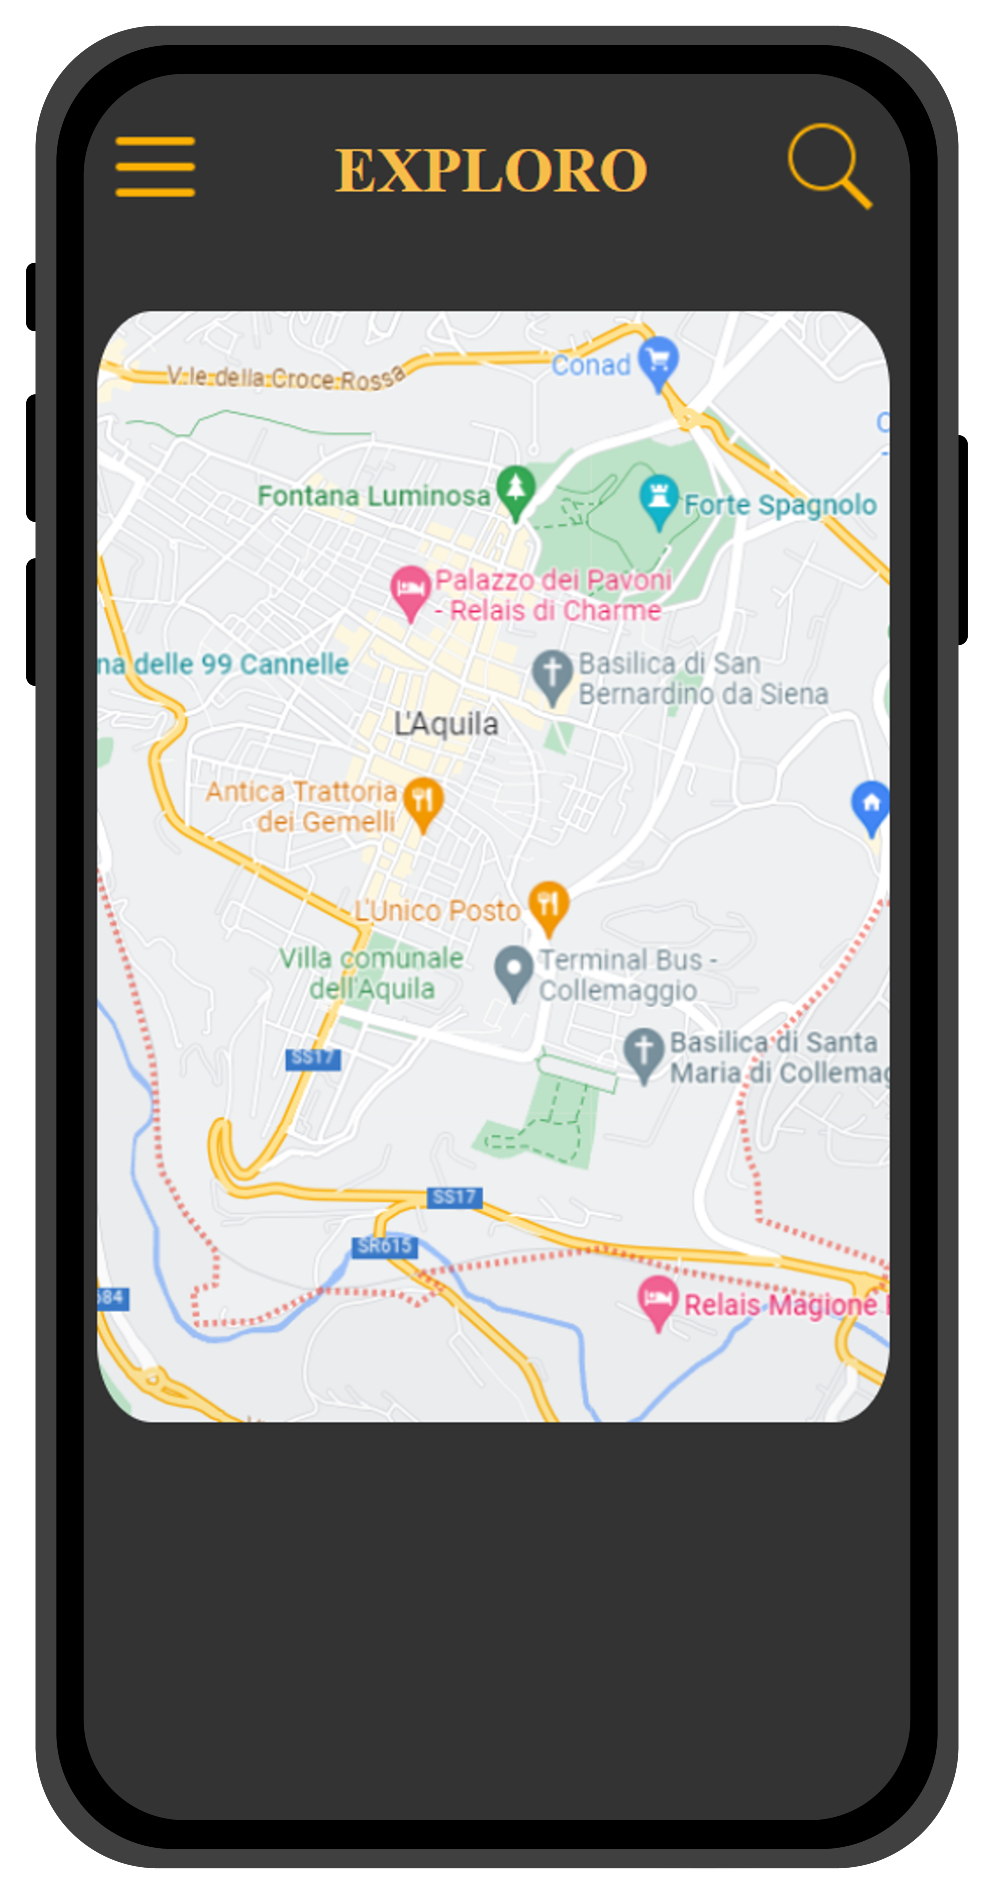 EXPLORO
V.le della Croce Rossa
Conad
Fontana Luminosa
Forte Spagnolo
Palazzo dei Pavoni
- Relais di Charme
na delle 99 Cannelle
Basilica di San
Bernardino da Siena
L'Aquila
Antica Trattoria
dei Gemelli
L'Unico Posto
Villa comunale
dell'Aquila
Terminal Bus -
Collemaggio
Basilica di Santa
Maria di Collemag
SS17
SS17
SR615
684
Relais Magione